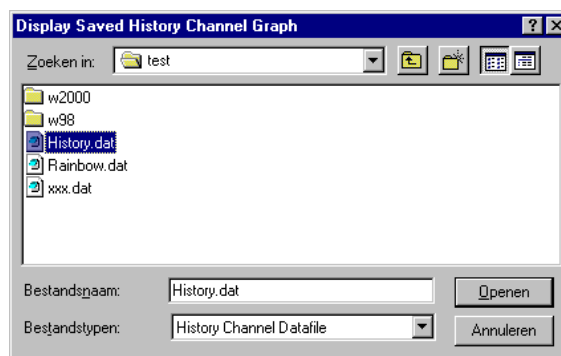 Display Saved History Channel Graph
Zoeken in: test
w2000
w98
History.dat
Rainbow.dat
xxx.dat
Bestandsnaam: History.dat Openen
Bestandstypen: History Channel Datafile Annuleren